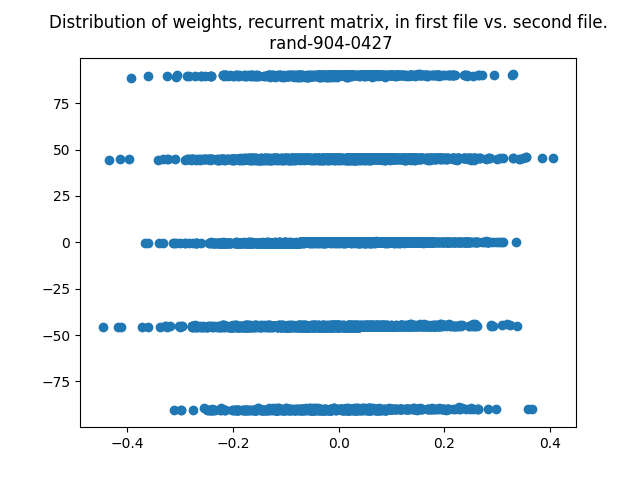 Distribution of weights, recurrent matrix, in first file vs. second file.
rand-904-0427
75
50
25
0
−25
−50
−75
−0.4 −0.2 0.0 0.2 0.4